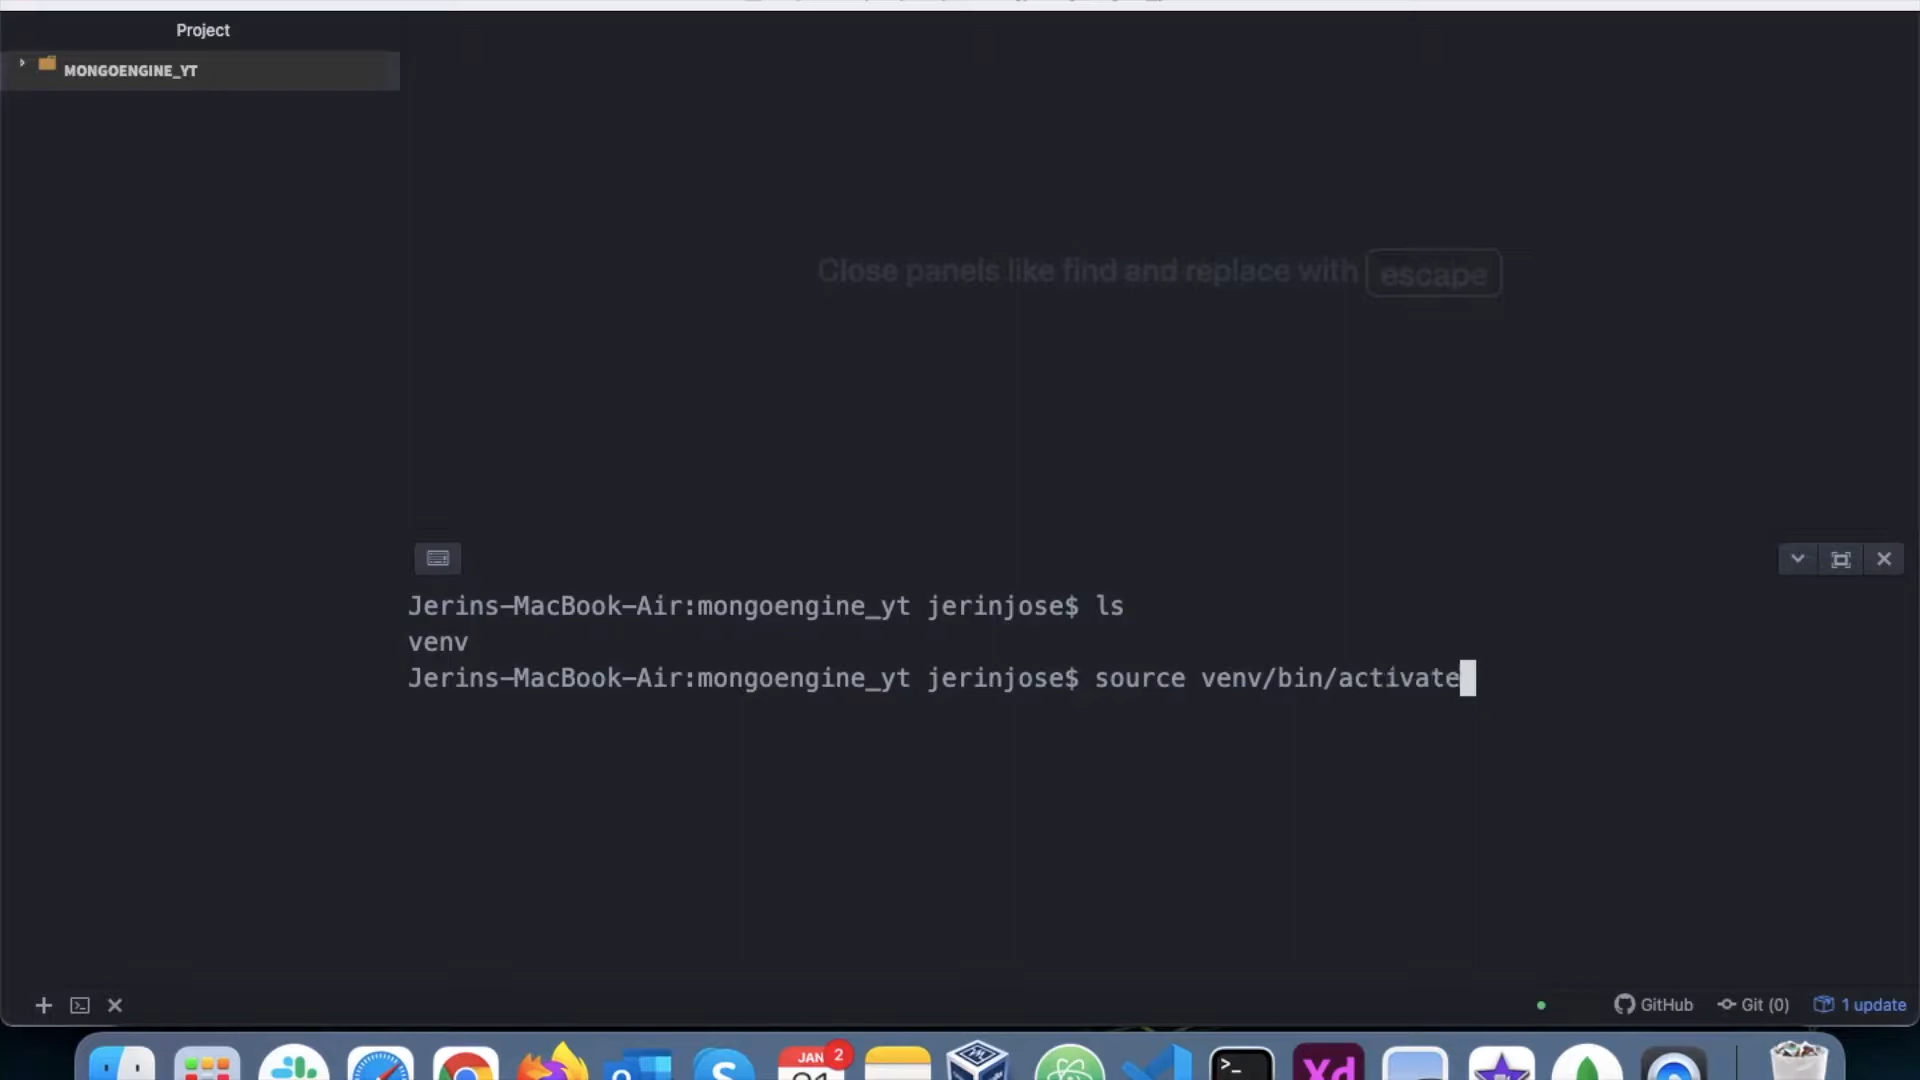 Project
MONGOENGINE_YT
Close panels like find and replace with escape
Jerins-MacBook-Air:mongoengine_yt jerinjose$ ls
venv
Jerins-MacBook-Air:mongoengine_yt jerinjose$ source venv/bin/activate
GitHub
Git (0)
1 update
JAN
2
S
>_
Xd